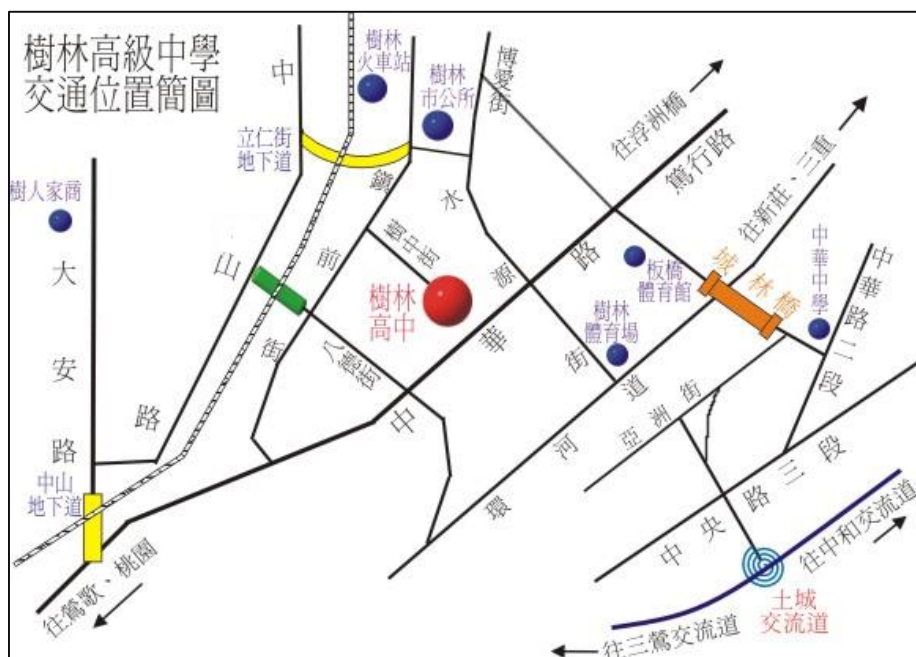 樹林高級中學
交通位置簡圖
樹林
火車站
樹林
市公所
博愛街
往浮洲橋
篤行路
往新莊、三重
立仁街
地下道
樹人家商
大安路
中山路
鎮前街
樹中街
樹林
高中
八德街
水源街
中華路
板橋
體育館
樹林
體育場
城林橋
中華中學
中華路二段
環河道
亞洲街
中央路三段
中山
地下道
往鶯歌、桃園
往中和交流道
土城
交流道
往三鶯交流道